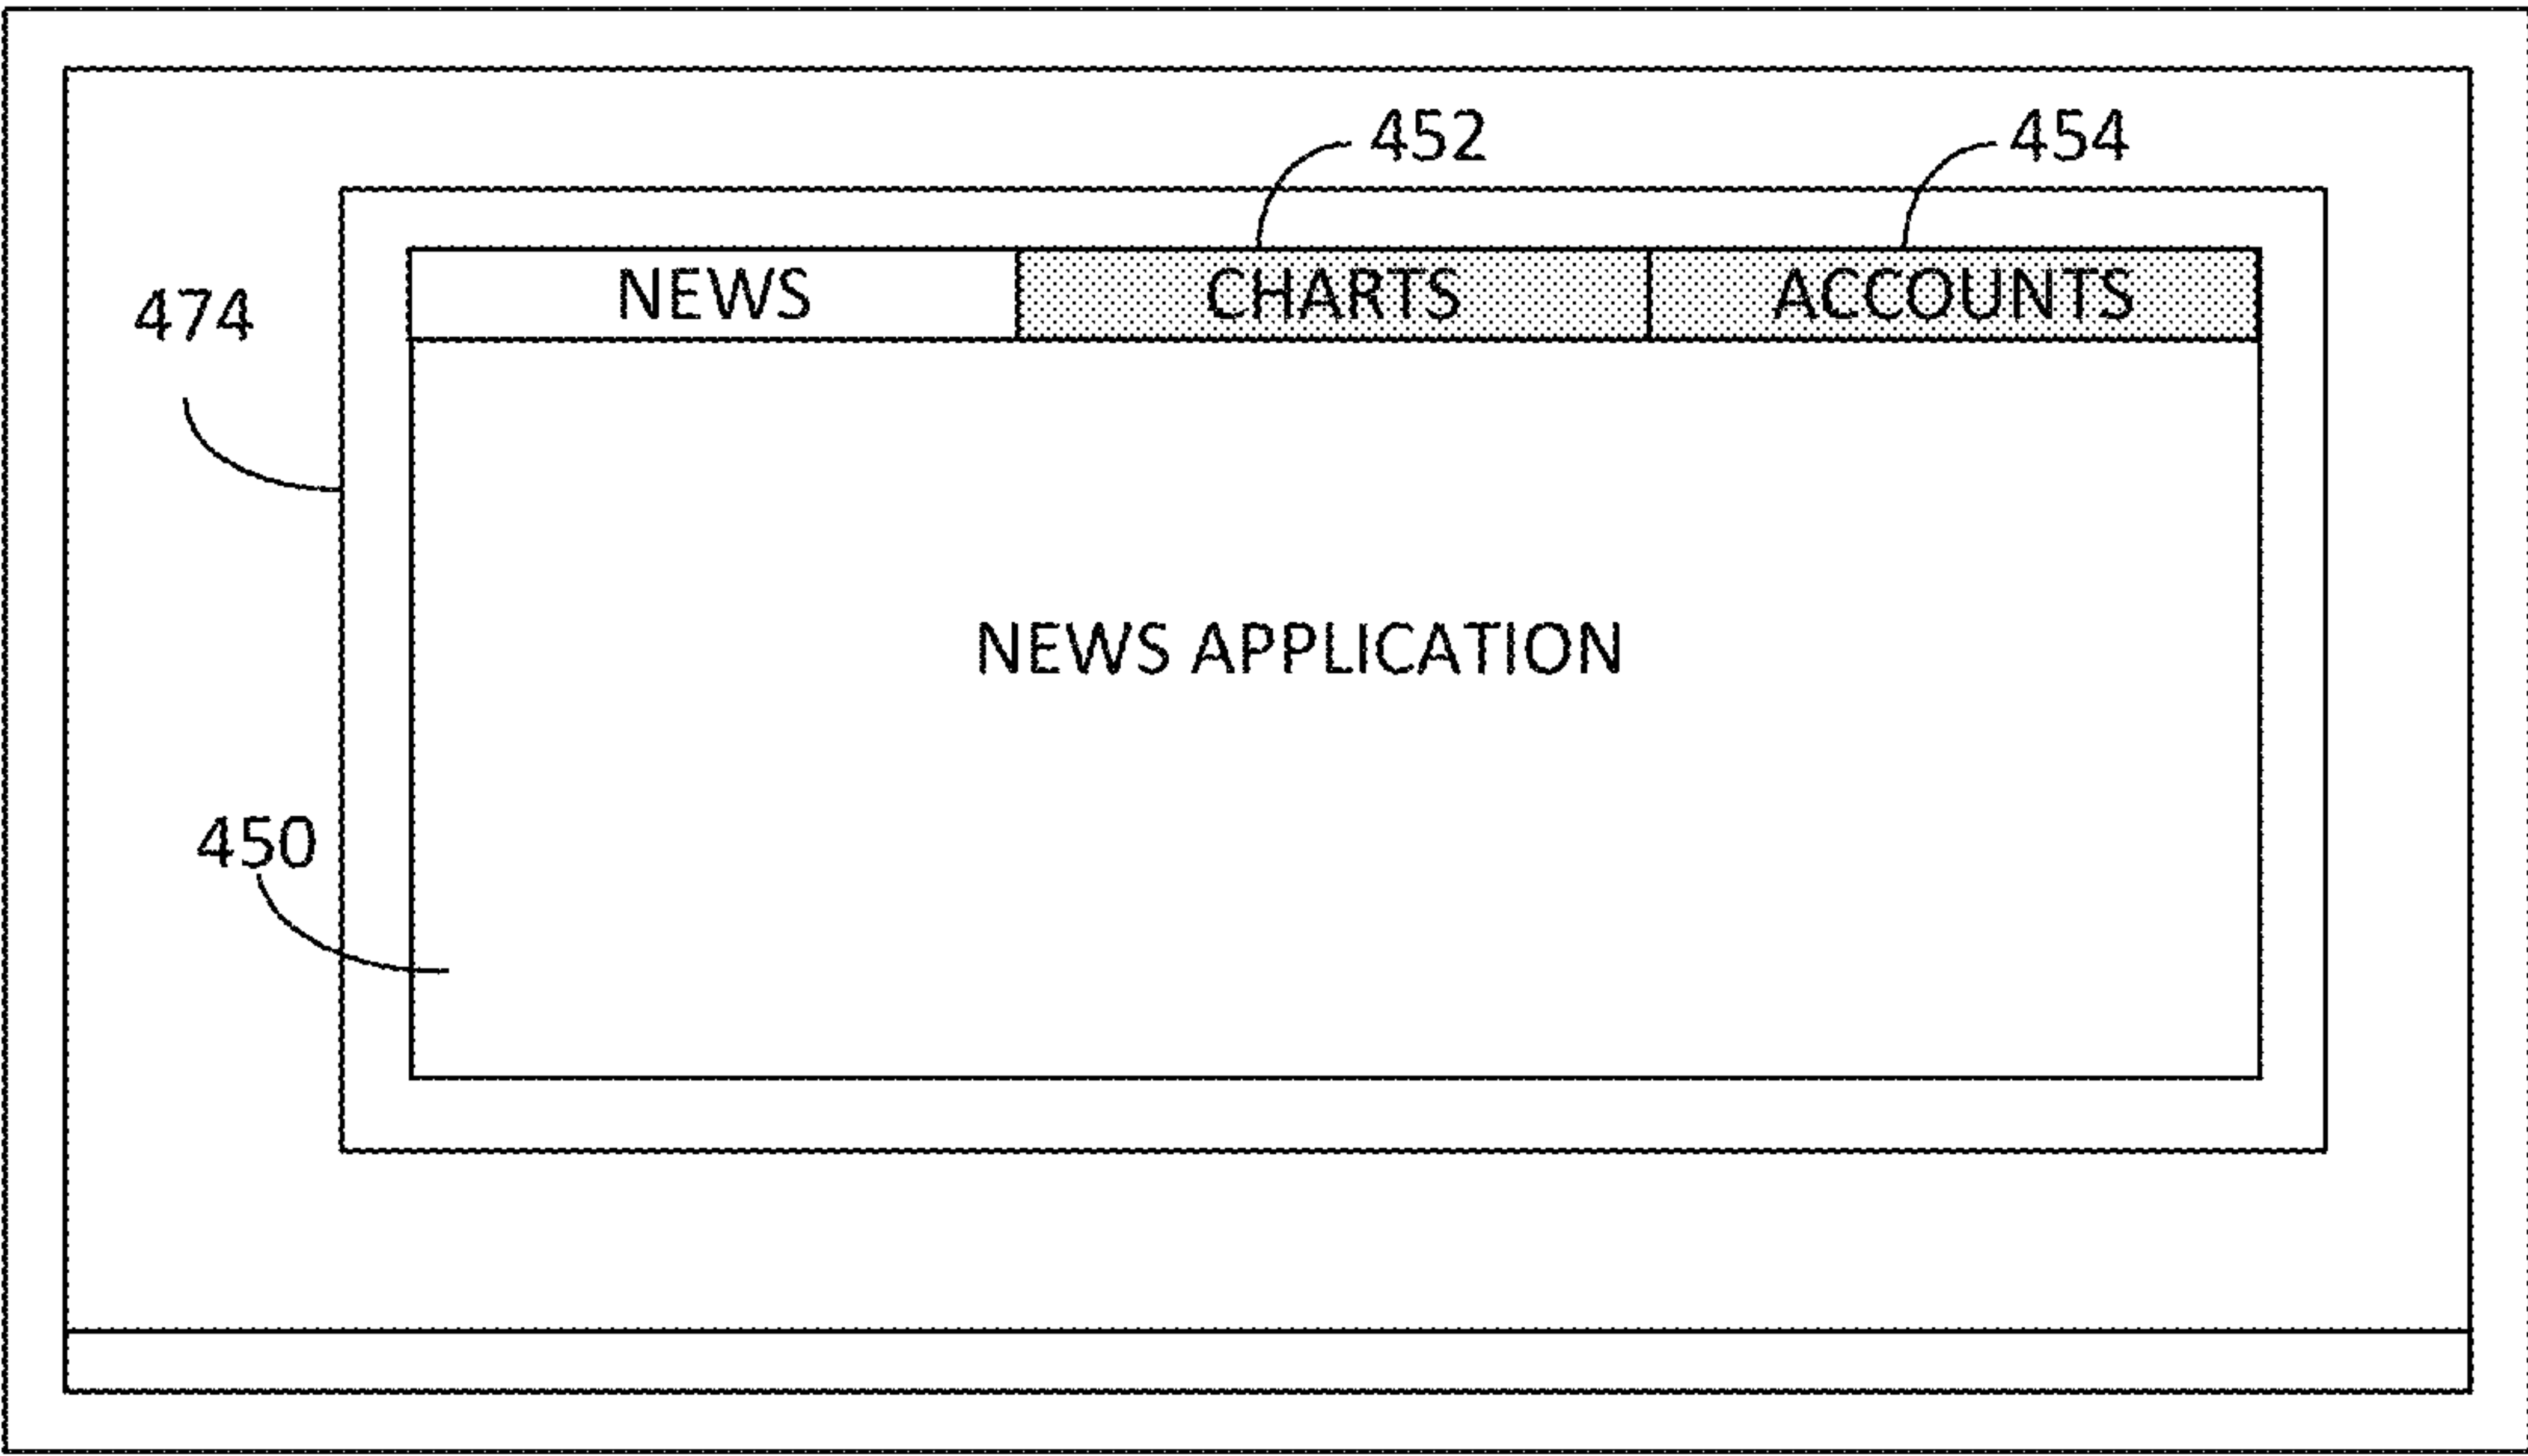 452 454
NEWS CHARTS ACCOUNTS
474
NEWS APPLICATION
450